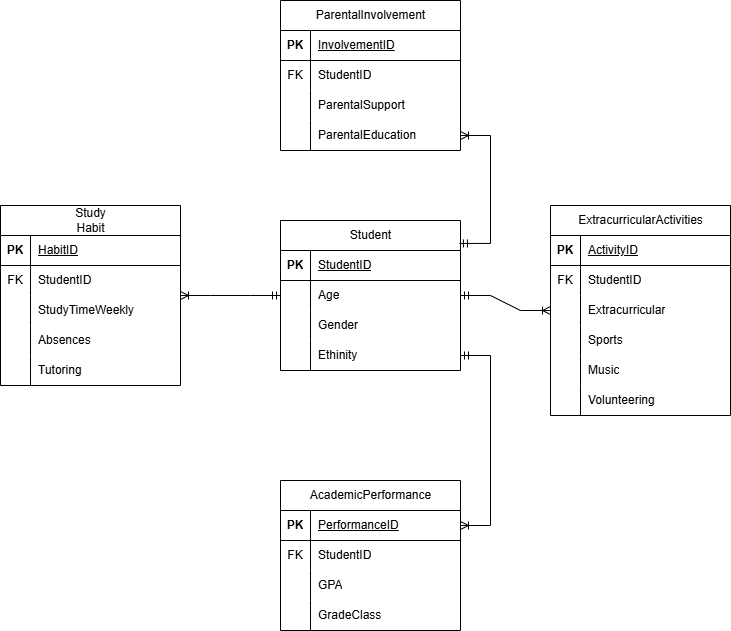 ParentalInvolvement
PK InvolvementID
FK StudentID
ParentalSupport
ParentalEducation
Study
Habit
PK HabitID
FK StudentID
StudyTimeWeekly
Absences
Tutoring
Student
PK StudentID
Age
Gender
Ethinity
ExtracurricularActivities
PK ActivityID
FK StudentID
Extracurricular
Sports
Music
Volunteering
AcademicPerformance
PK PerformanceID
FK StudentID
GPA
GradeClass